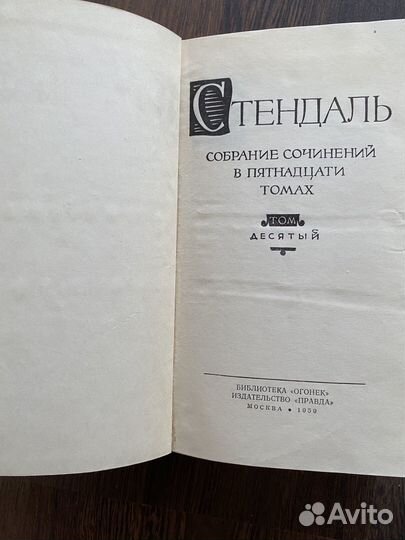 СТЕНДАЛЬ
СОБРАНИЕ СОЧИНЕНИЙ
В ПЯТНАДЦАТИ
ТОМАХ
ТОМ
ДЕСЯТЫЙ
БИБЛИОТЕКА «ОГОНЕК»
ИЗДАТЕЛЬСТВО «ПРАВДА»
МОСКВА • 1959
Avito